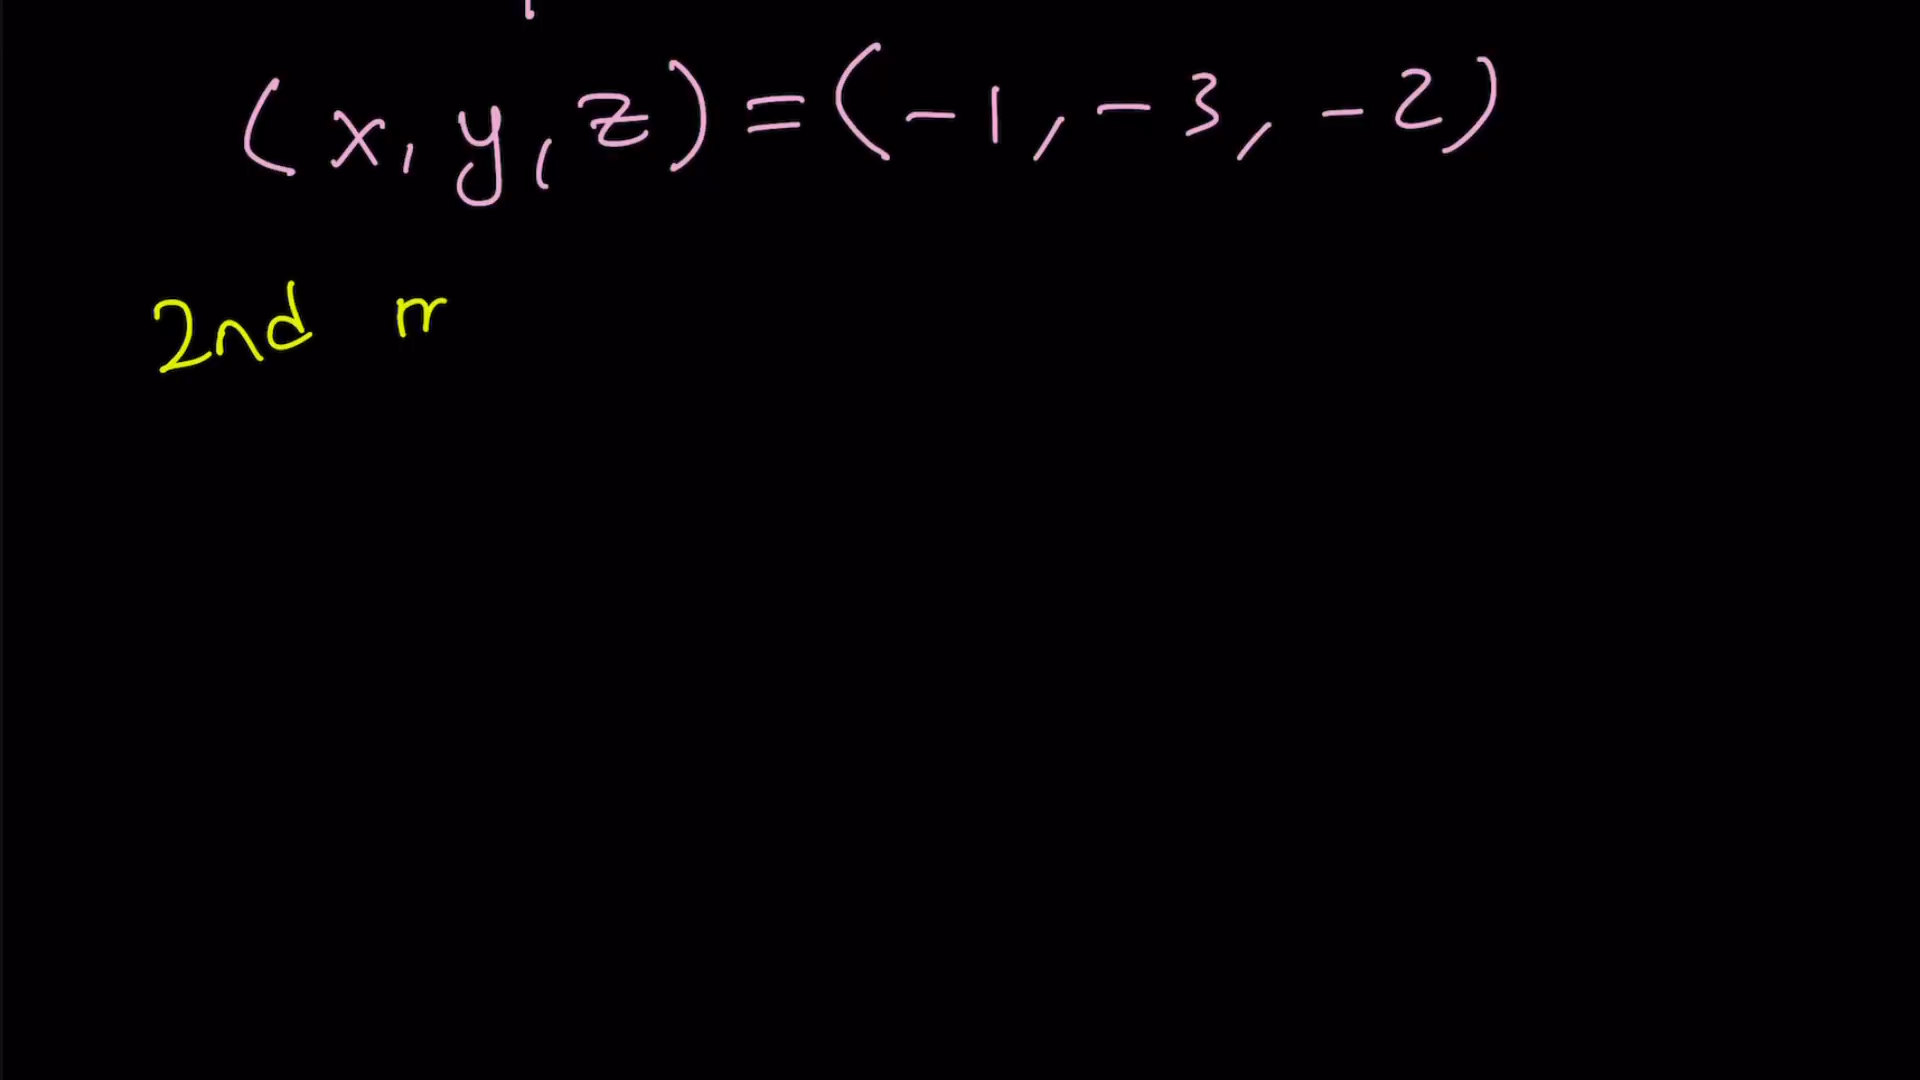 (x, y, z) = (-1, -3, -2)
2nd m